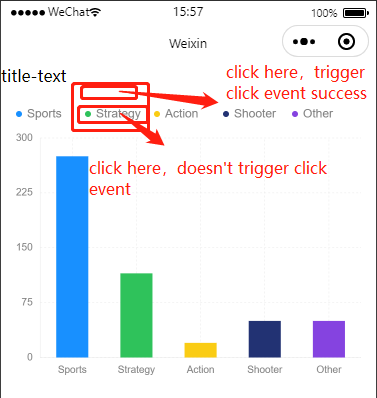 WeChat 15:57 100%
Weixin
title-text
click here，trigger
click event success
Sports Strategy Action Shooter Other
300
click here，doesn't trigger click
event
225
150
75
0
Sports Strategy Action Shooter Other